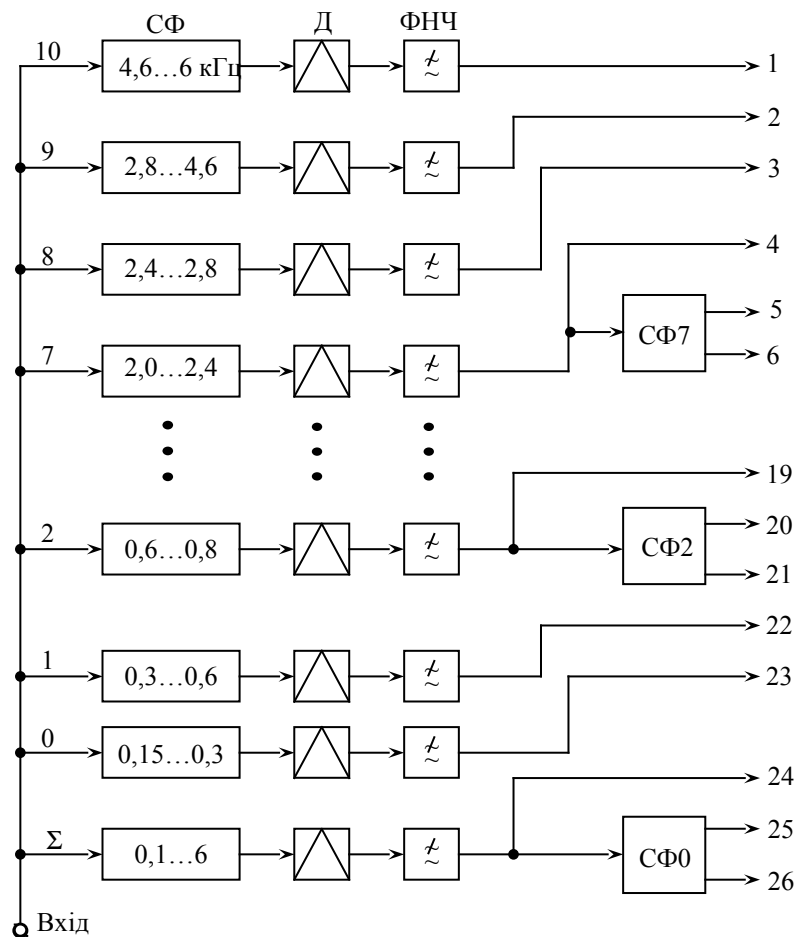 СФ Д ФНЧ
10 4,6…6 кГц ~ 1
2
9 2,8…4,6 ~ 3
8 2,4…2,8 ~ 4
5
7 2,0…2,4 ~ СФ7 6
19
20
2 0,6…0,8 ~ СФ2 21
22
1 0,3…0,6 ~ 23
0 0,15…0,3 ~
24
25
Σ 0,1…6 ~ СФ0 26
Вхід